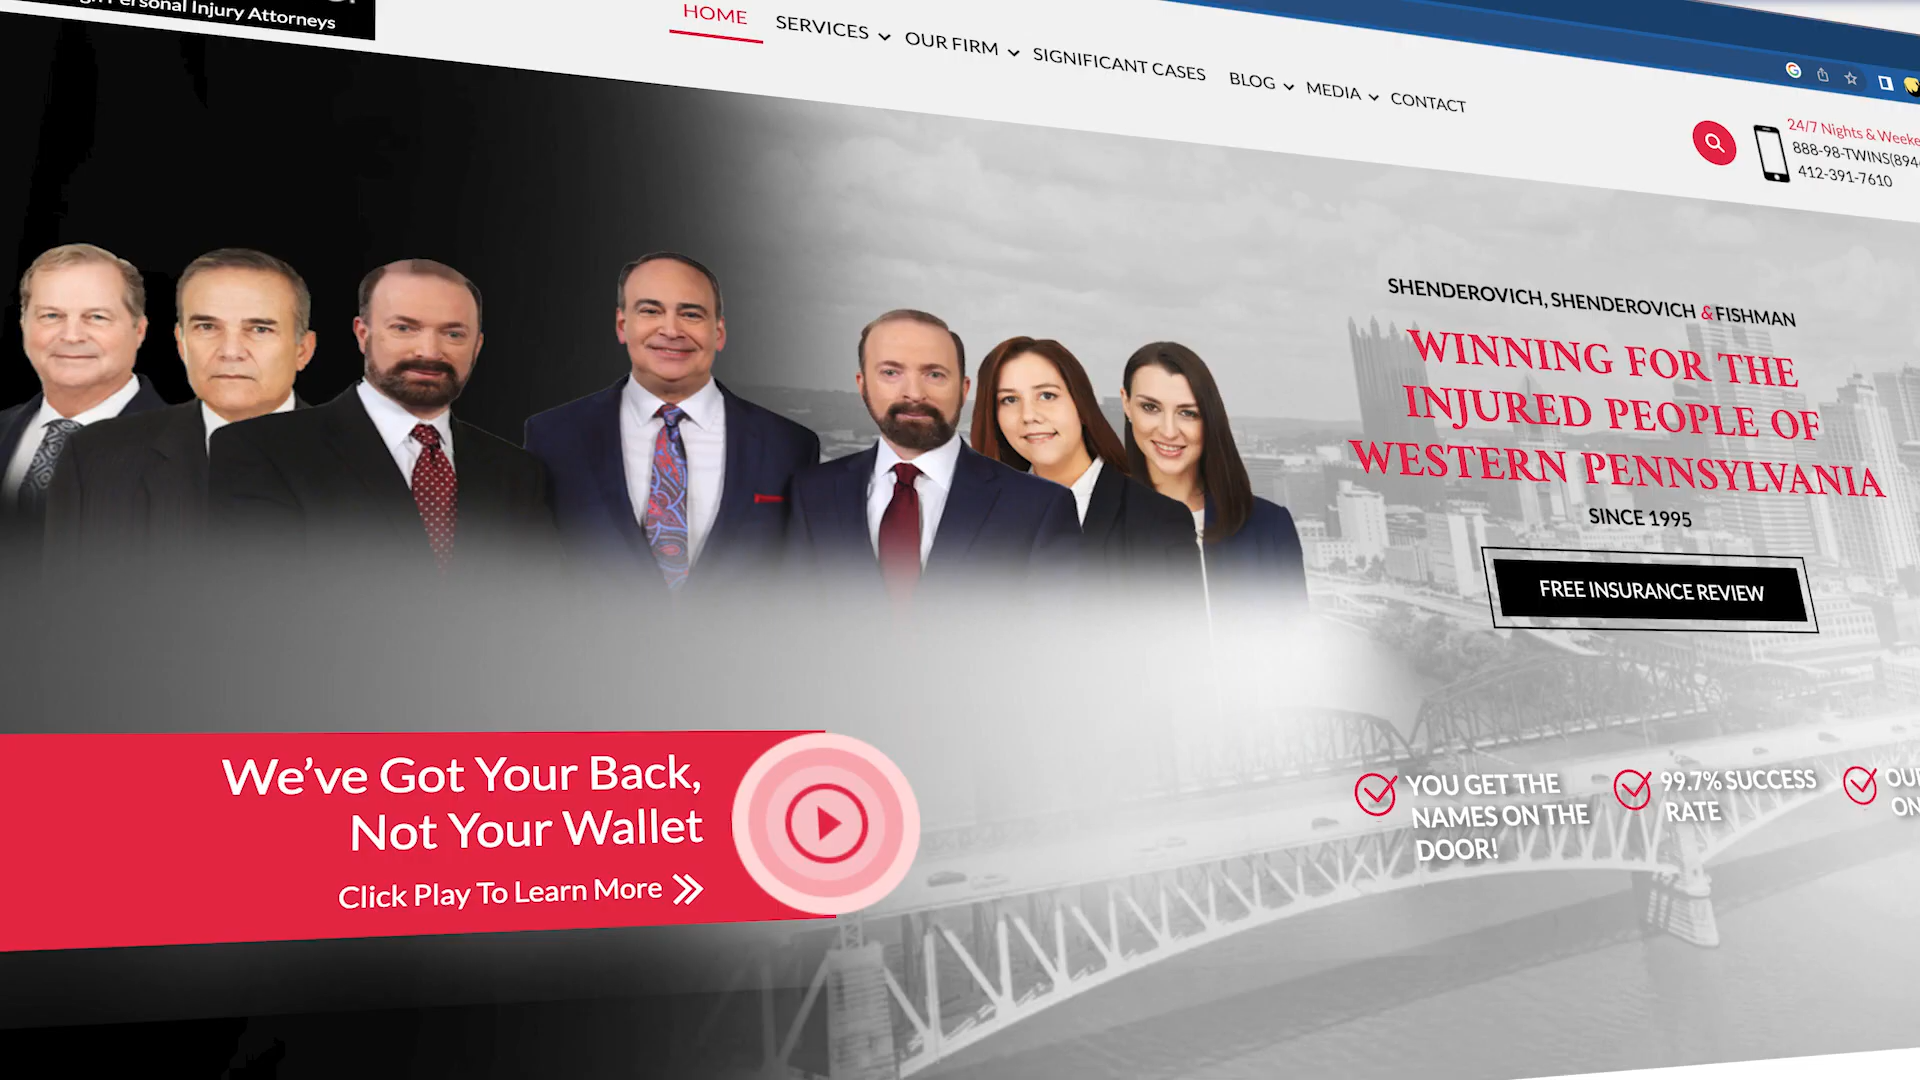 Personal Injury Attorneys
HOME
SERVICES
OUR FIRM
SIGNIFICANT CASES
BLOG
MEDIA
CONTACT
24/7 Nights &
888-98-TWINS(894
412-391-7610
SHENDEROVICH, SHENDEROVICH & FISHMAN
WINNING FOR THE
INJURED PEOPLE OF
WESTERN PENNSYLVANIA
SINCE 1995
FREE INSURANCE REVIEW
We've Got Your Back,
Not Your Wallet
Click Play To Learn More
YOU GET THE
NAMES ON THE
DOOR!
99.7% SUCCESS
RATE